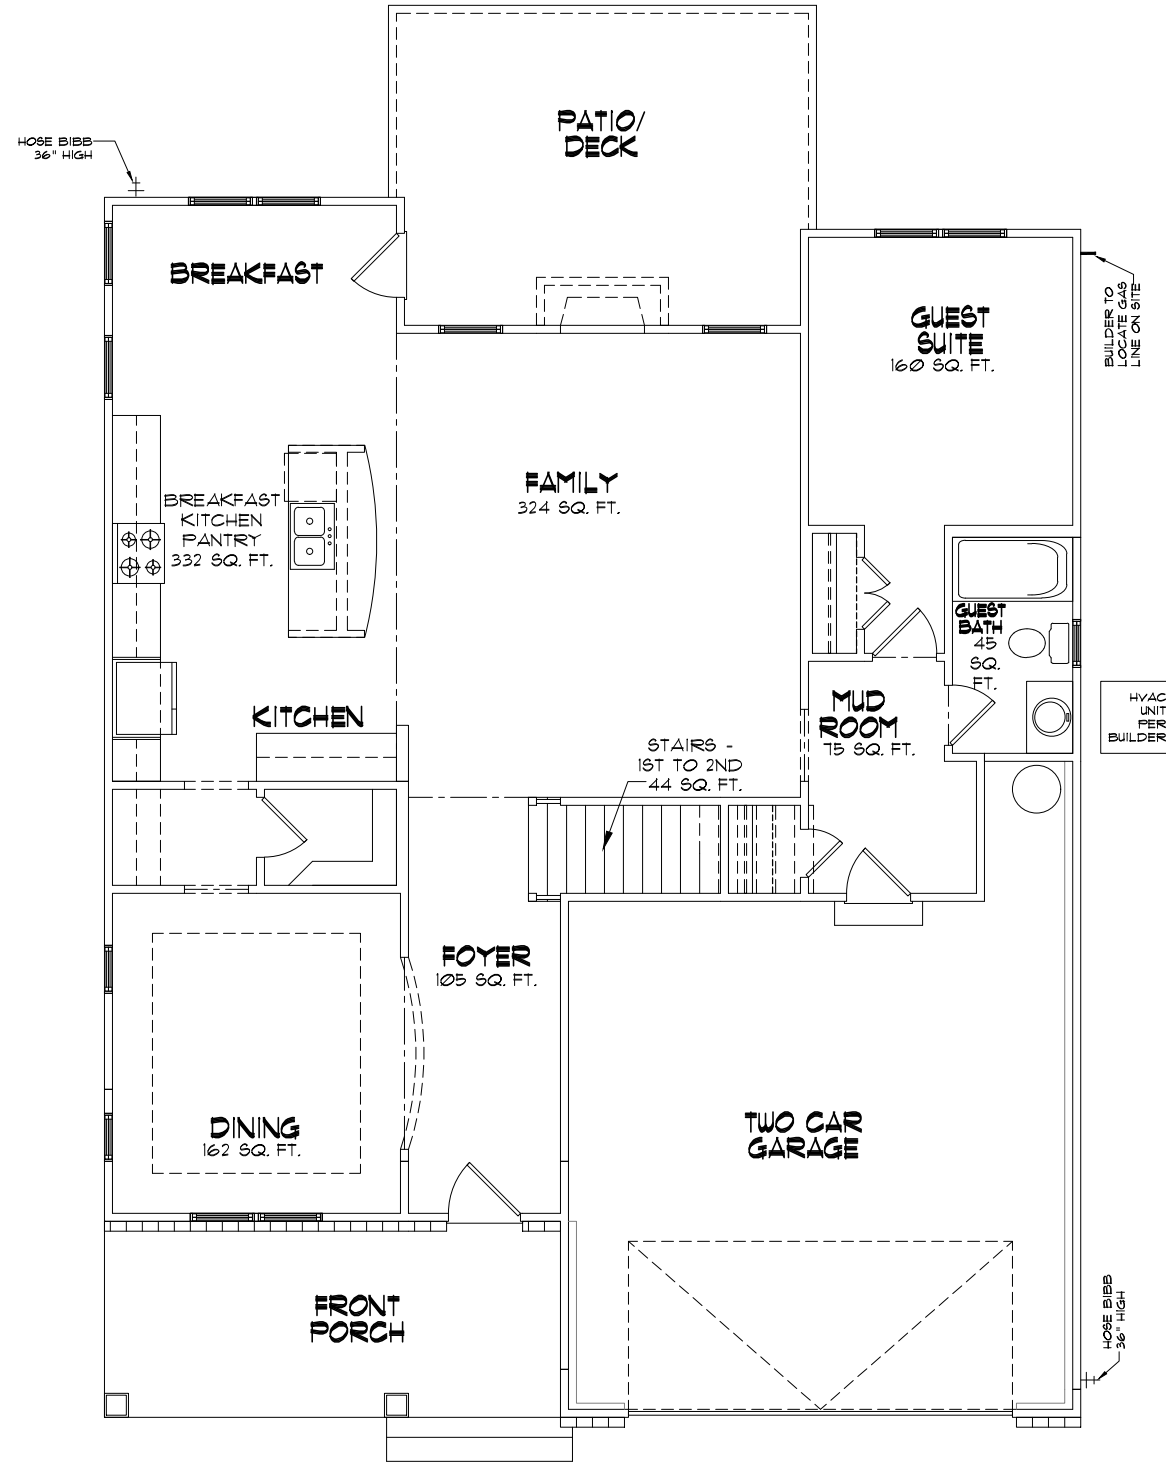 PATIO/
DECK
HOSE BIBB
36" HIGH
BREAKFAST
GUEST
SUITE
160 SQ. FT.
BUILDER TO
LOCATE GAS
LINE ON SITE
FAMILY
324 SQ. FT.
BREAKFAST
KITCHEN
PANTRY
332 SQ. FT.
GUEST
BATH
45
SQ.
FT.
KITCHEN
MUD
ROOM
75 SQ. FT.
HVAC
UNIT
PER
BUILDER
STAIRS -
1ST TO 2ND
44 SQ. FT.
FOYER
105 SQ. FT.
DINING
162 SQ. FT.
TWO CAR
GARAGE
FRONT
PORCH
HOSE BIBB
36" HIGH